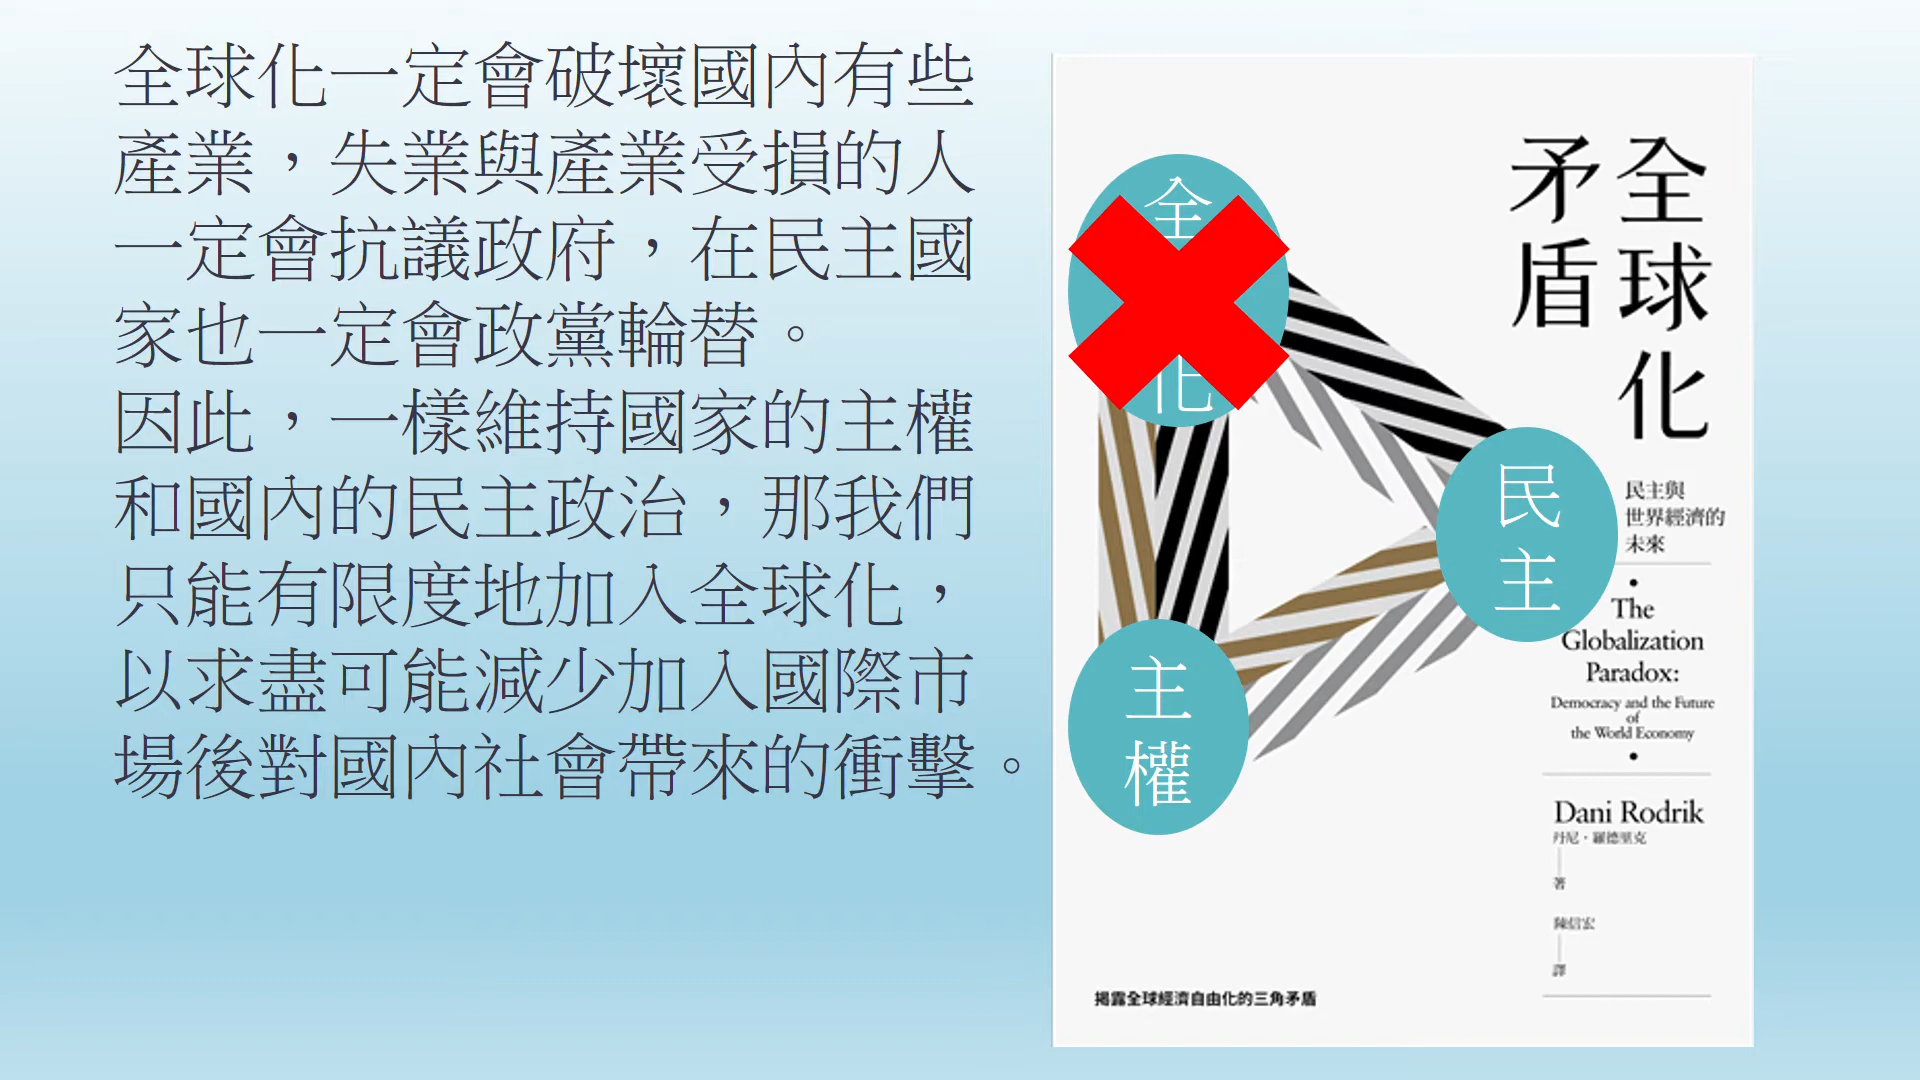 全球化一定會破壞國內有些
產業，失業與產業受損的人
一定會抗議政府，在民主國
家也一定會政黨輪替。
因此，一樣維持國家的主權
和國內的民主政治，那我們
只能有限度地加入全球化，
以求盡可能減少加入國際市
場後對國內社會帶來的衝擊。
全球化
矛盾
全
化
民主
主權
民主與
世界經濟的
未來
The
Globalization
Paradox:
Democracy and the Future
of
the World Economy
Dani Rodrik
丹尼·羅德里克
著
陳信宏
譯
揭露全球經濟自由化的三角矛盾